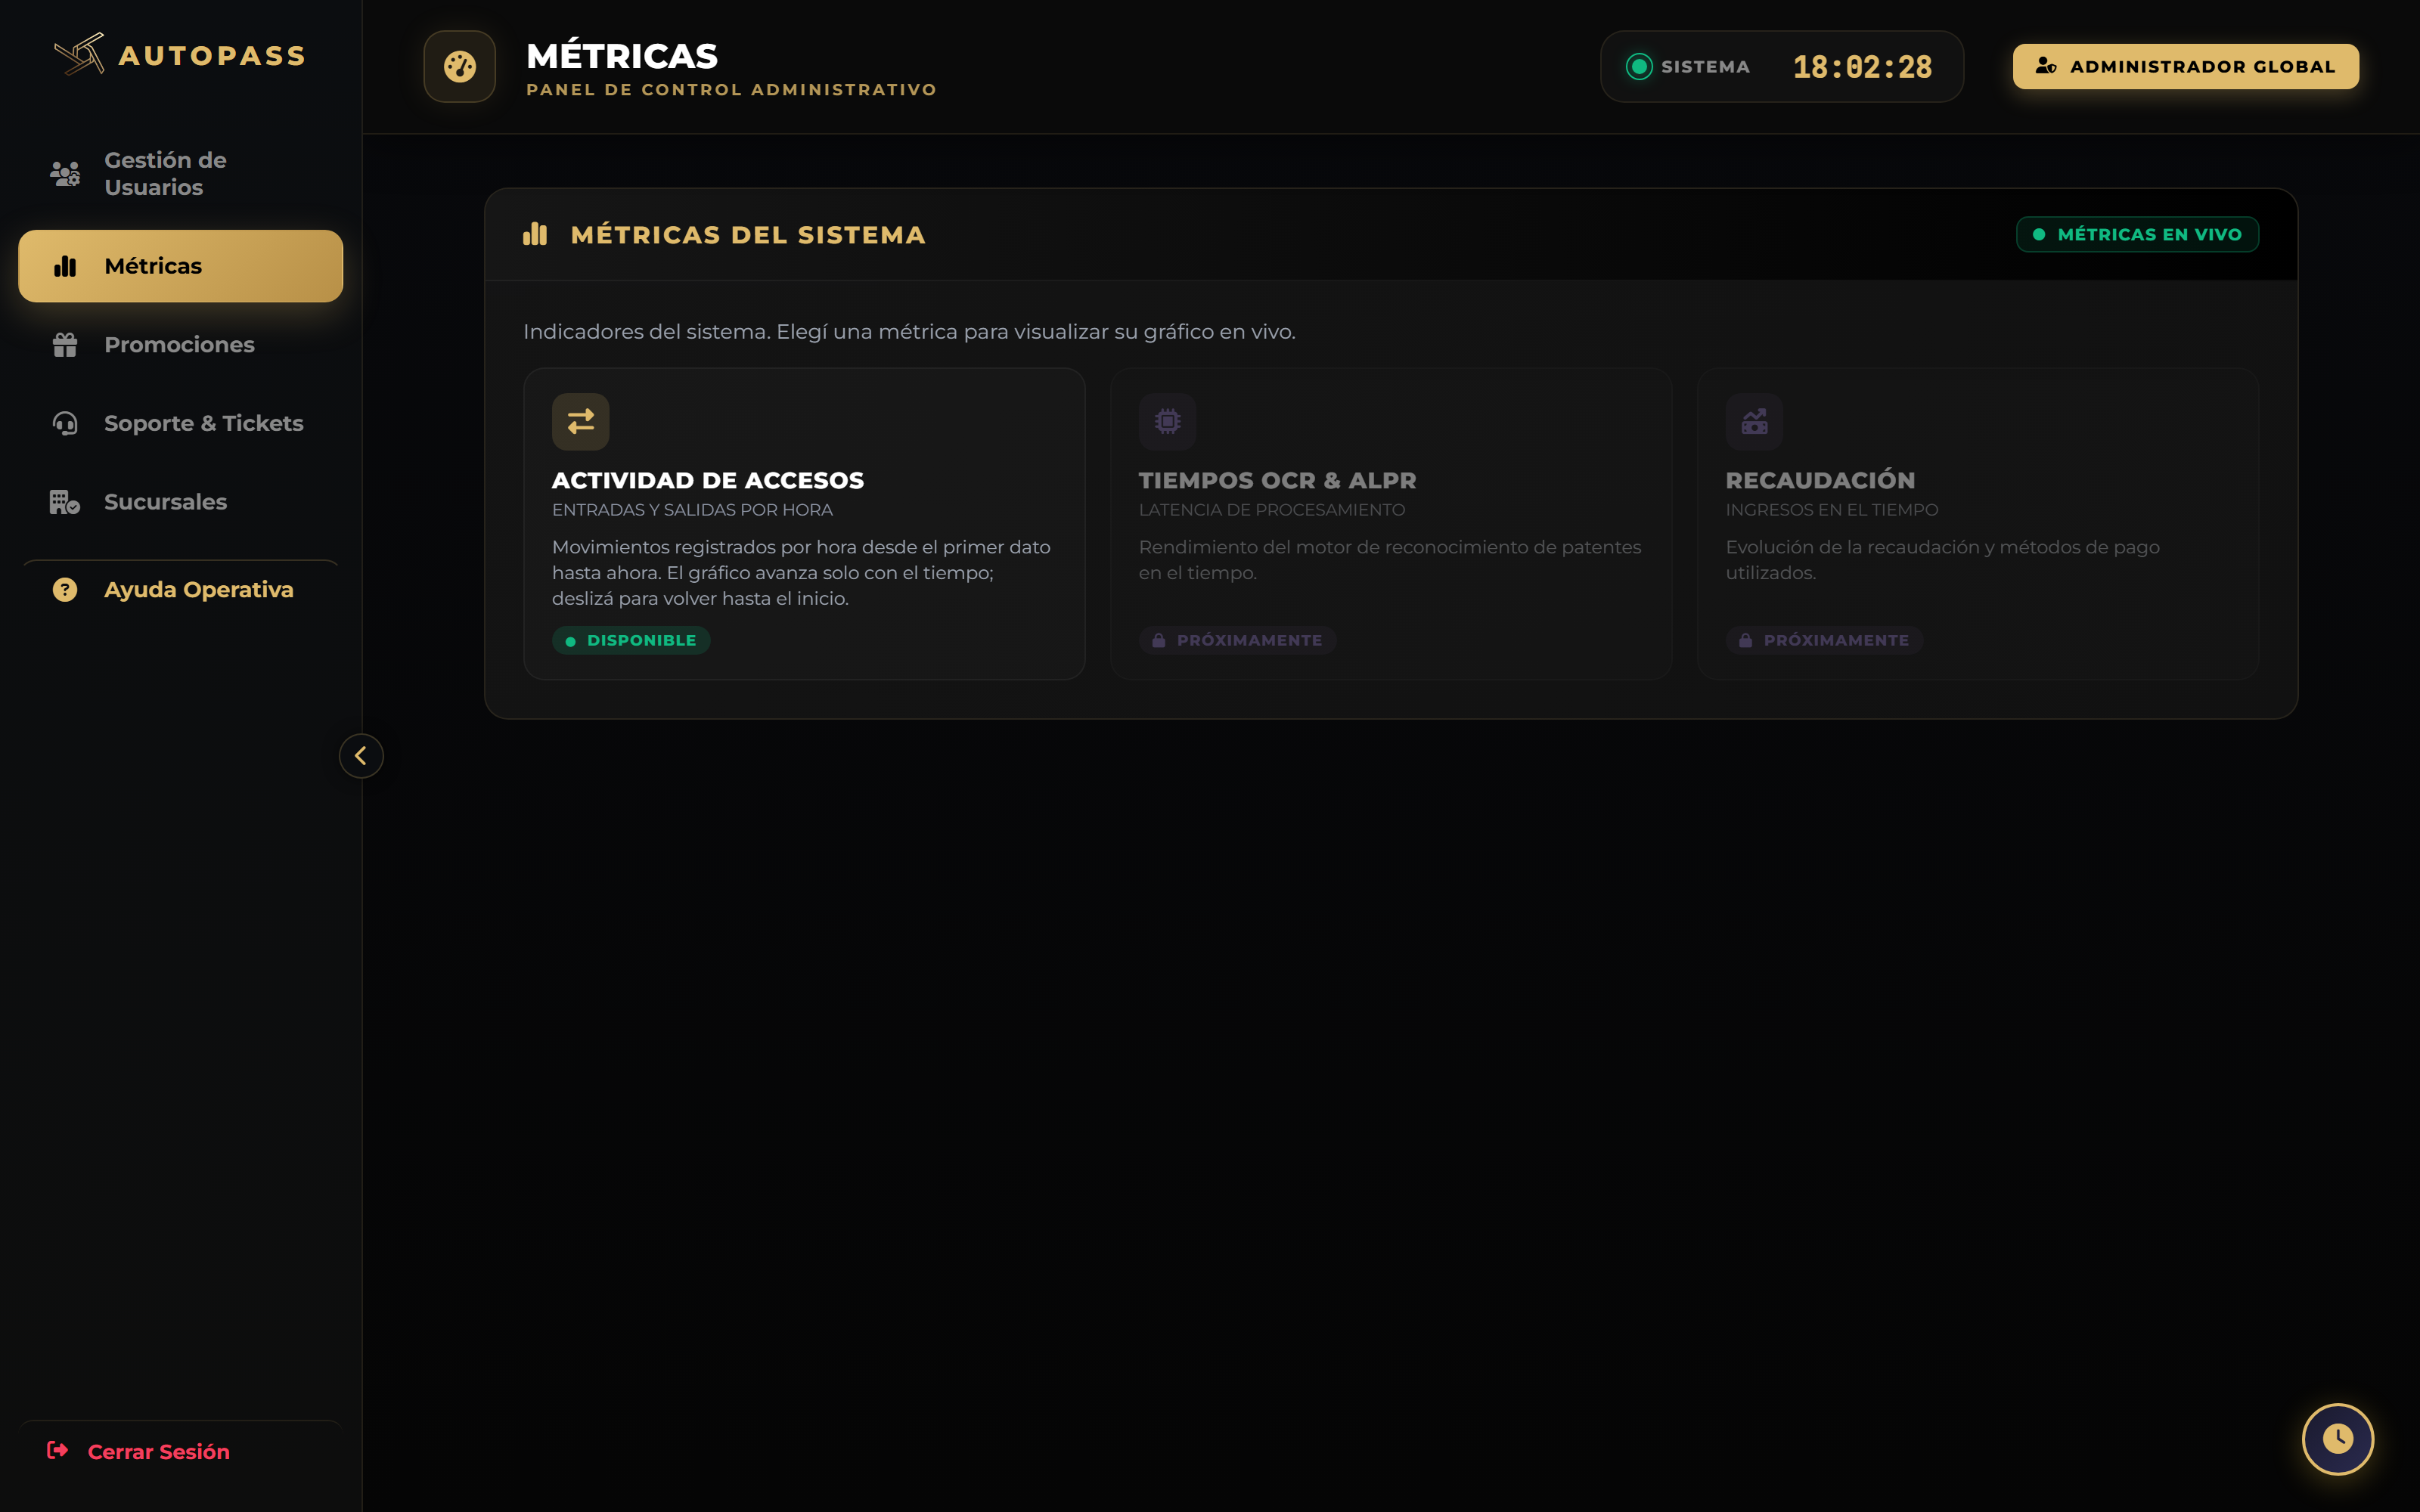 AUTOPASS
Gestión de
Usuarios
Métricas
Promociones
Soporte & Tickets
Sucursales
Ayuda Operativa
Cerrar Sesión
MÉTRICAS
PANEL DE CONTROL ADMINISTRATIVO
SISTEMA
18:02:28
ADMINISTRADOR GLOBAL
MÉTRICAS DEL SISTEMA
MÉTRICAS EN VIVO
Indicadores del sistema. Elegí una métrica para visualizar su gráfico en vivo.
ACTIVIDAD DE ACCESOS
ENTRADAS Y SALIDAS POR HORA
Movimientos registrados por hora desde el primer dato
hasta ahora. El gráfico avanza solo con el tiempo;
deslizá para volver hasta el inicio.
DISPONIBLE
TIEMPOS OCR & ALPR
LATENCIA DE PROCESAMIENTO
Rendimiento del motor de reconocimiento de patentes
en el tiempo.
PRÓXIMAMENTE
RECAUDACIÓN
INGRESOS EN EL TIEMPO
Evolución de la recaudación y métodos de pago
utilizados.
PRÓXIMAMENTE